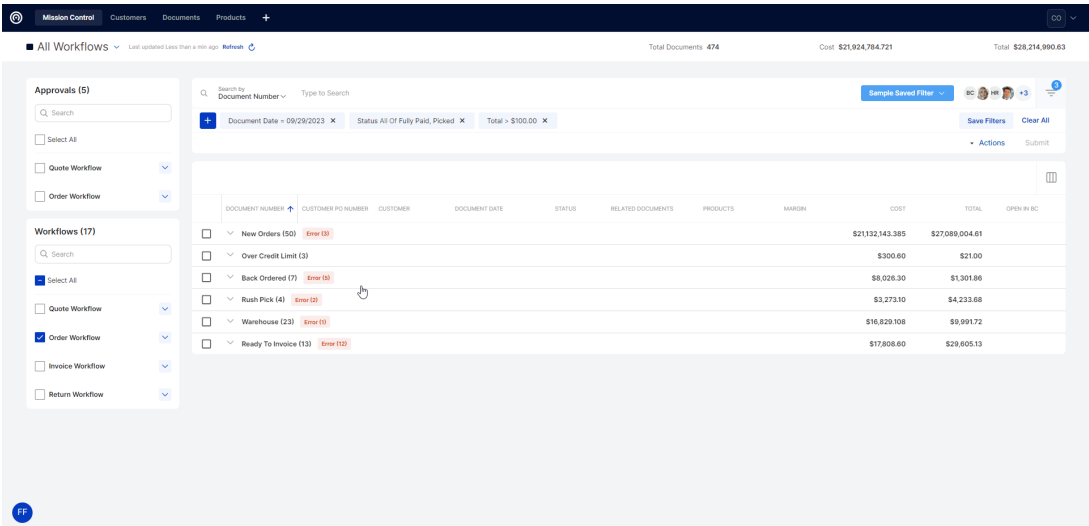 Mission Control Customers Documents Products + CO
All Workflows Last updated Less than a min ago Refresh Total Documents 474 Cost $21,924,784.721 Total $28,214,990.63
Approvals (5)
Search
Select All
Quote Workflow
Order Workflow
Workflows (17)
Search
Select All
Quote Workflow
Order Workflow
Invoice Workflow
Return Workflow
Search by
Document Number Type to Search Sample Saved Filter BC HR +3 3
+ Document Date = 09/29/2023 × Status All Of Fully Paid, Picked × Total > $100.00 × Save Filters Clear All
Actions Submit
DOCUMENT NUMBER CUSTOMER PO NUMBER CUSTOMER DOCUMENT DATE STATUS RELATED DOCUMENTS PRODUCTS MARGIN COST TOTAL OPEN IN BC
New Orders (50) Error (3) $21,132,143.385 $27,089,004.61
Over Credit Limit (3) $300.60 $21.00
Back Ordered (7) Error (5) $8,026.30 $1,301.86
Rush Pick (4) Error (2) $3,273.10 $4,233.68
Warehouse (23) Error (1) $16,829.108 $9,991.72
Ready To Invoice (13) Error (12) $17,808.60 $29,605.13
FF